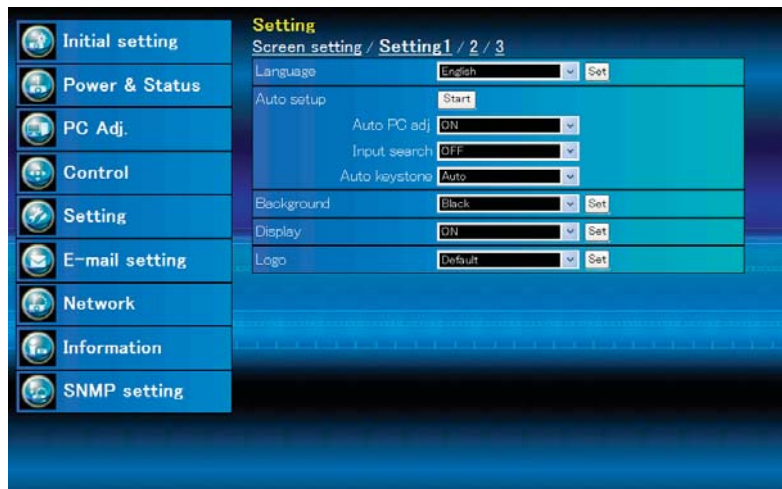 Initial setting
Power & Status
PC Adj.
Control
Setting
E-mail setting
Network
Information
SNMP setting
Setting
Screen setting / Setting1 / 2 / 3
Language English Set
Auto setup Start
Auto PC adj ON
Input search OFF
Auto keystone Auto
Background Black Set
Display ON Set
Logo Default Set